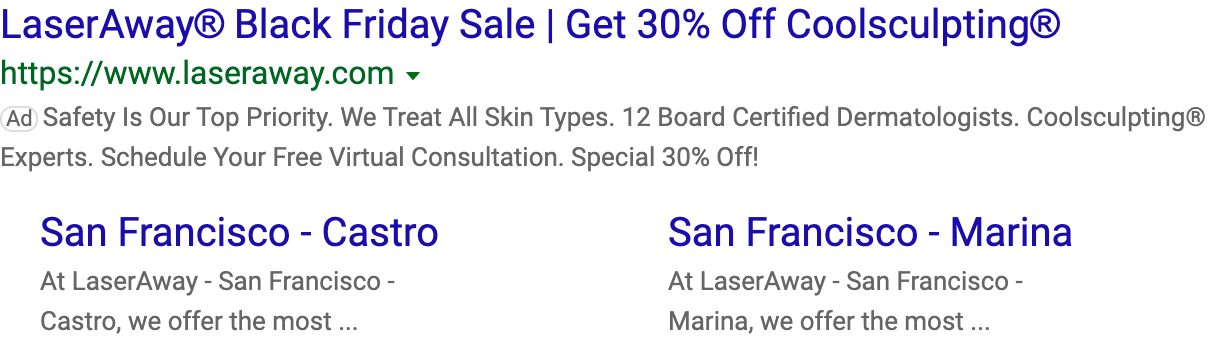 LaserAway® Black Friday Sale | Get 30% Off Coolsculpting®
https://www.laseraway.com
Ad Safety Is Our Top Priority. We Treat All Skin Types. 12 Board Certified Dermatologists. Coolsculpting®
Experts. Schedule Your Free Virtual Consultation. Special 30% Off!
San Francisco - Castro
At LaserAway - San Francisco -
Castro, we offer the most ...
San Francisco - Marina
At LaserAway - San Francisco -
Marina, we offer the most ...